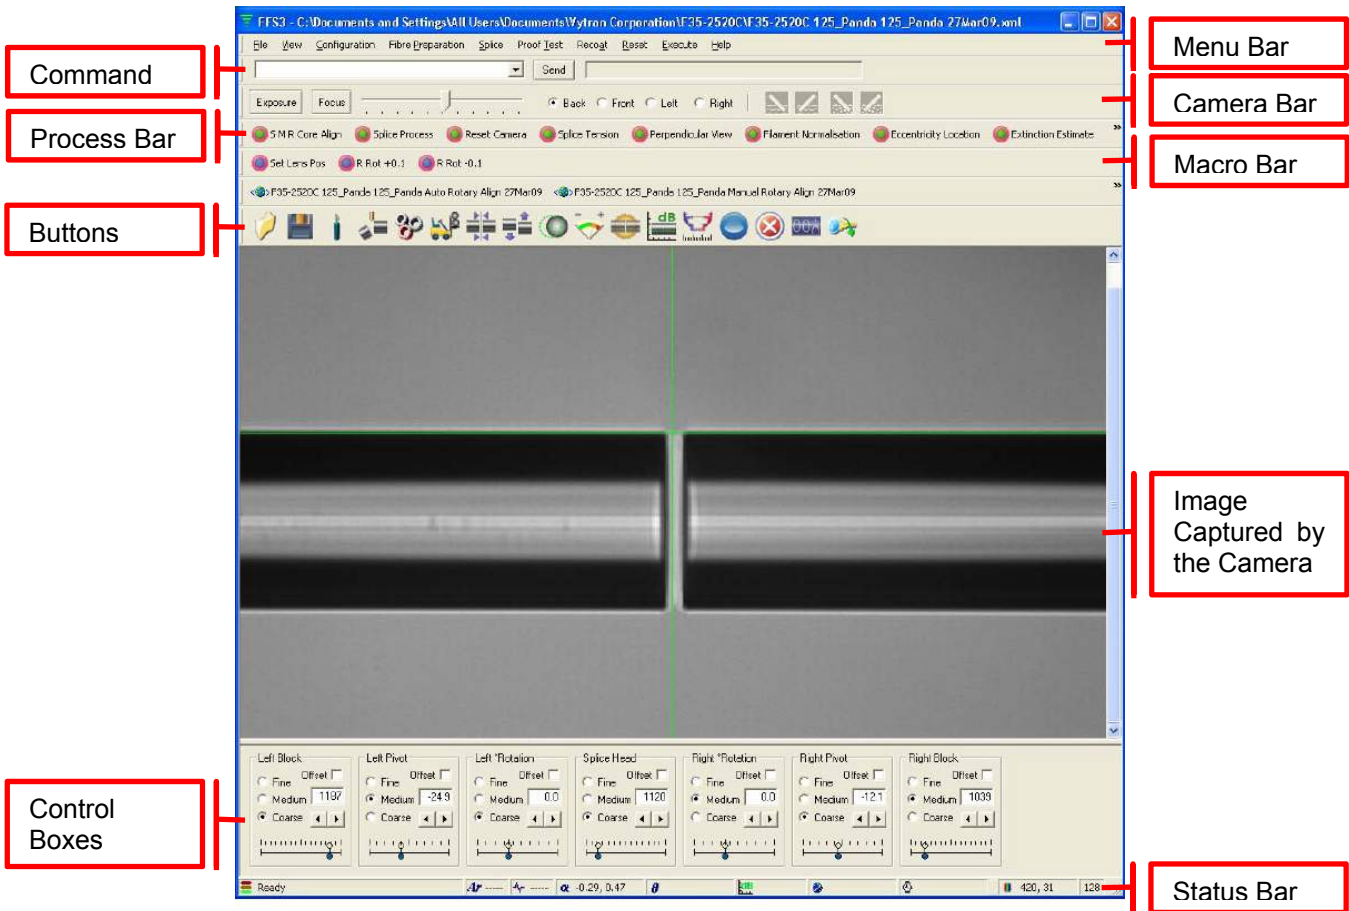 FFS3 - C:\Documents and Settings\All Users\Documents\Vytran Corporation\F35-2520C\F35-2520C 125_Panda 125_Panda 27Mar09.xml
File View Configuration Fibre Preparation Splice Proof Test Recoat Reset Execute Help
Menu Bar
Command
Send
Exposure Focus Back Front Left Right
Camera Bar
Process Bar
S M R Core Align Splice Process Reset Camera Splice Tension Perpendicular View Filament Normalisation Eccentricity Location Extinction Estimate »
Set Lens Pos R Rot +0.1 R Rot -0.1
Macro Bar
F35-2520C 125_Panda 125_Panda Auto Rotary Align 27Mar09 F35-2520C 125_Panda 125_Panda Manual Rotary Align 27Mar09 »
Buttons
dB
Image
Captured by
the Camera
Left Block Left Pivot Left °Rotation Splice Head Right °Rotation Right Pivot Right Block
Offset Offset Offset Offset Offset Offset Offset
Fine Fine Fine Fine Fine Fine Fine
Medium 1187 Medium -24.9 Medium 0.0 Medium 1120 Medium 0.0 Medium -12.1 Medium 1039
Coarse Coarse Coarse Coarse Coarse Coarse Coarse
Control
Boxes
Ready Δr ---- ---- α -0.29, 0.47 θ dB 420, 31 128
Status Bar